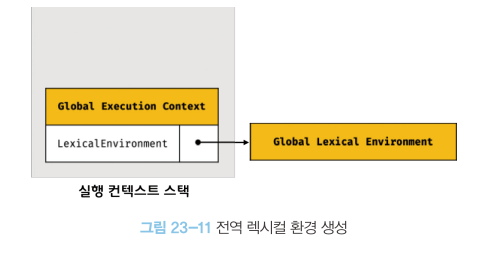 Global Execution Context
LexicalEnvironment
Global Lexical Environment
실행 컨텍스트 스택
그림 23-11 전역 렉시컬 환경 생성